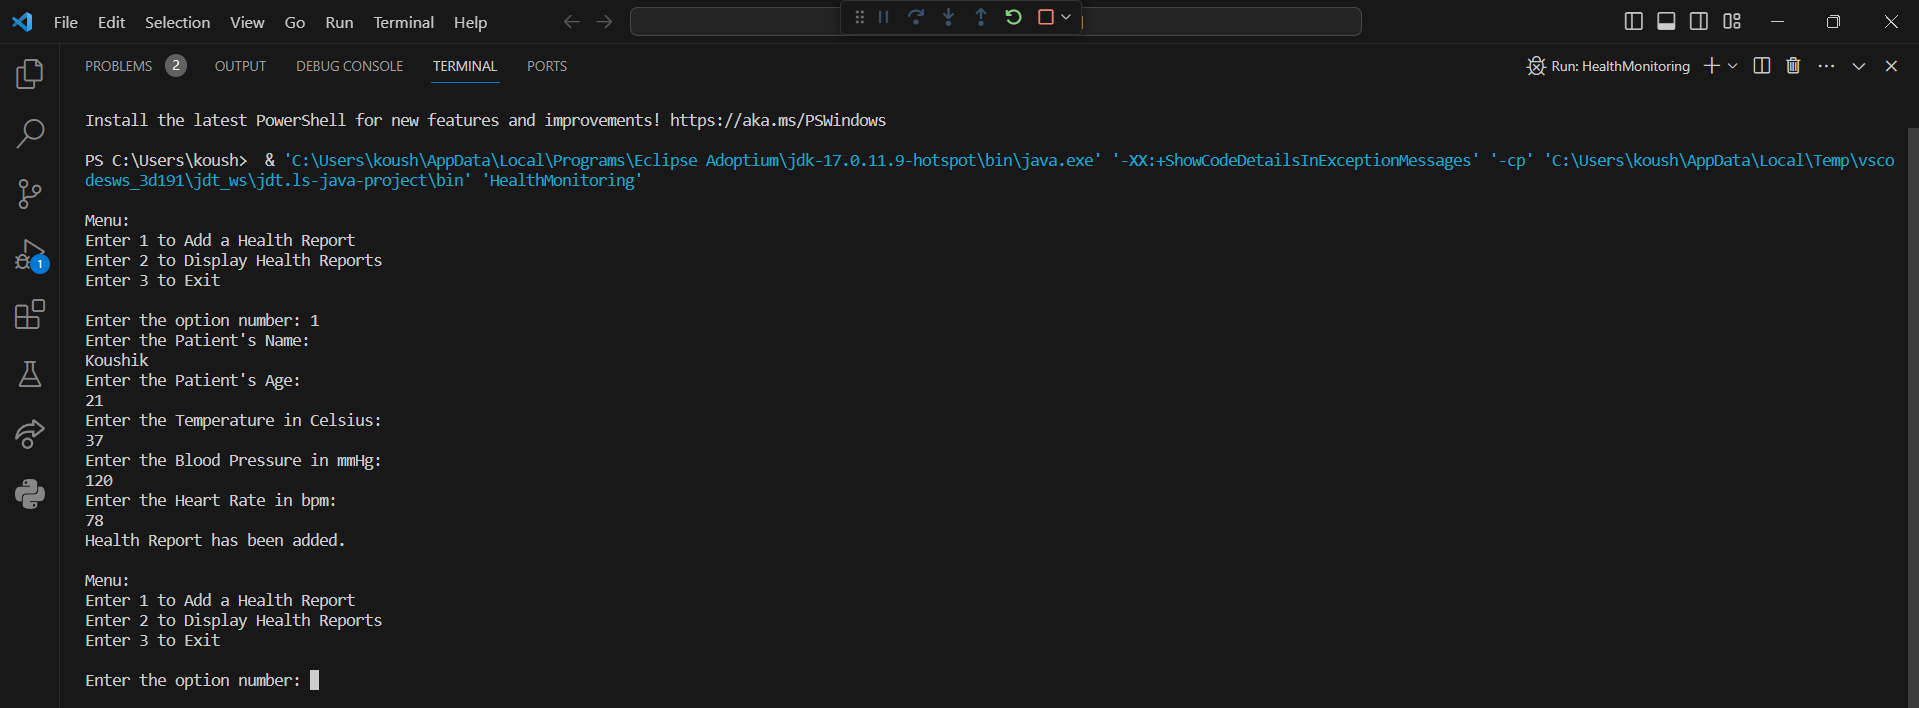 File Edit Selection View Go Run Terminal Help
PROBLEMS 2 OUTPUT DEBUG CONSOLE TERMINAL PORTS Run: HealthMonitoring
Install the latest PowerShell for new features and improvements! https://aka.ms/PSWindows
PS C:\Users\koush>  & 'C:\Users\koush\AppData\Local\Programs\Eclipse Adoptium\jdk-17.0.11.9-hotspot\bin\java.exe' '-XX:+ShowCodeDetailsInExceptionMessages' '-cp' 'C:\Users\koush\AppData\Local\Temp\vsco
desws_3d191\jdt_ws\jdt.ls-java-project\bin' 'HealthMonitoring'
Menu:
Enter 1 to Add a Health Report
Enter 2 to Display Health Reports
Enter 3 to Exit
Enter the option number: 1
Enter the Patient's Name:
Koushik
Enter the Patient's Age:
21
Enter the Temperature in Celsius:
37
Enter the Blood Pressure in mmHg:
120
Enter the Heart Rate in bpm:
78
Health Report has been added.
1
Menu:
Enter 1 to Add a Health Report
Enter 2 to Display Health Reports
Enter 3 to Exit
Enter the option number: